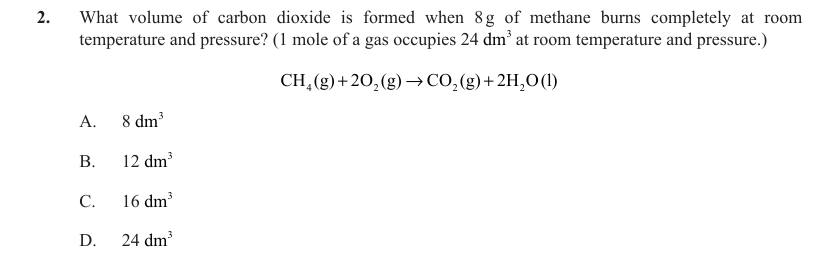 2. What volume of carbon dioxide is formed when 8 g of methane burns completely at room
temperature and pressure? (1 mole of a gas occupies 24 dm³ at room temperature and pressure.)
CH₄(g)+2O₂(g)→CO₂(g)+2H₂O(l)
A. 8 dm³
B. 12 dm³
C. 16 dm³
D. 24 dm³